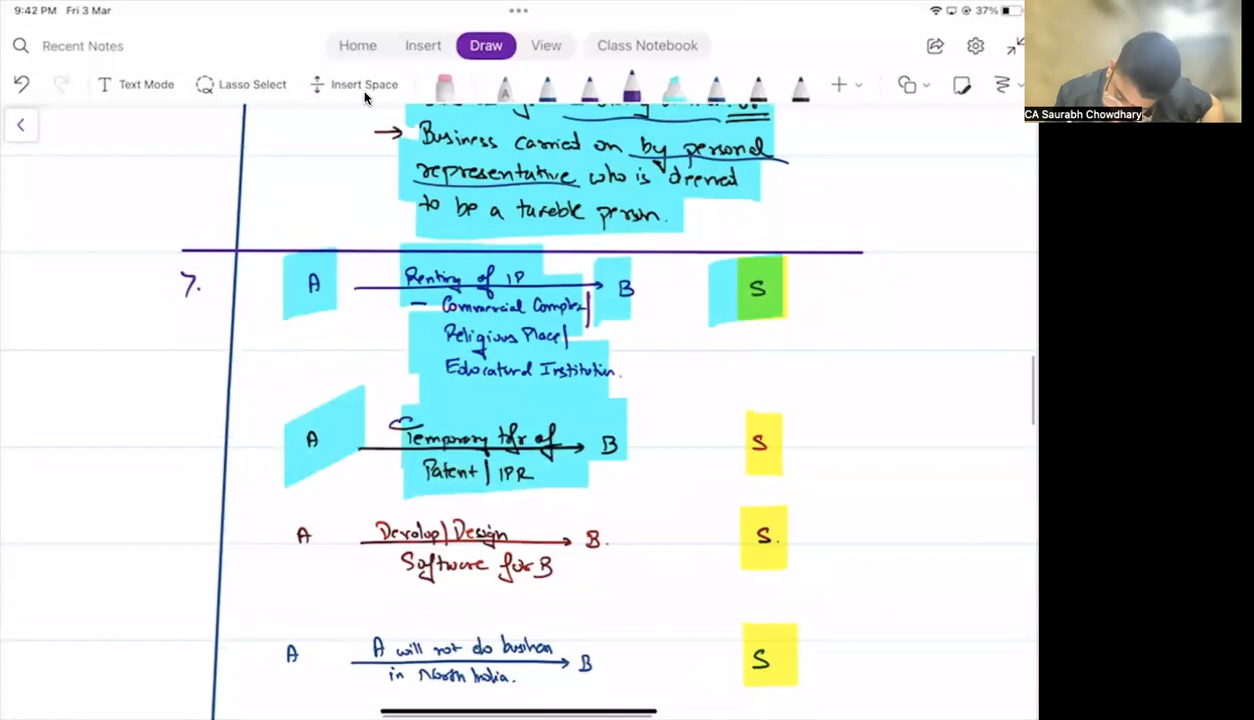 9:42 PM Fri 3 Mar
37%
Recent Notes
Home Insert Draw View Class Notebook
Text Mode Lasso Select Insert Space
CA Saurabh Chowdhary
→ Business carried on by personal
representative who is deemed
to be a taxable person.
7. A Renting of IP B S
- Commercial Complex/
Religious Place/
Educational Institution.
A Temporary tfr of B S
Patent / IPR
A Develop/Design B. S.
Software for B
A A will not do business B S
in North India.